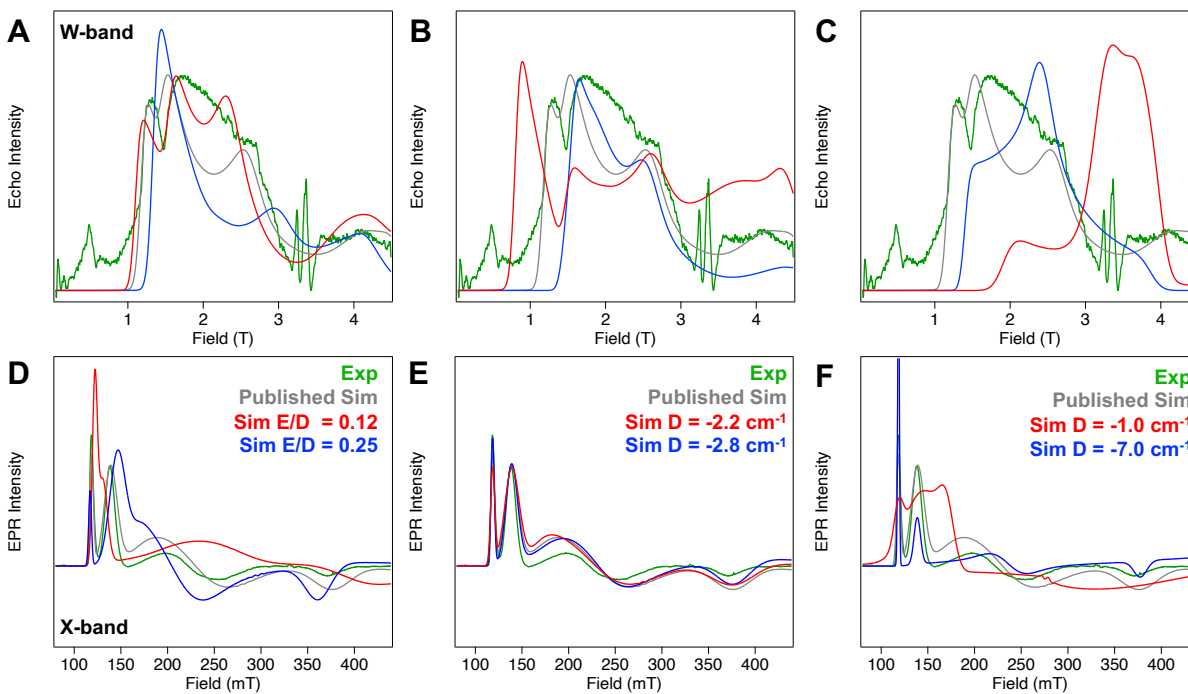 A
W-band
Echo Intensity
1
2
3
4
Field (T)
B
Echo Intensity
1
2
3
4
Field (T)
C
Echo Intensity
1
2
3
4
Field (T)
D
Exp
Published Sim
Sim E/D = 0.12
Sim E/D = 0.25
EPR Intensity
X-band
100
150
200
250
300
350
400
Field (mT)
E
Exp
Published Sim
Sim D = -2.2 cm⁻¹
Sim D = -2.8 cm⁻¹
EPR Intensity
100
150
200
250
300
350
400
Field (mT)
F
Exp
Published Sim
Sim D = -1.0 cm⁻¹
Sim D = -7.0 cm⁻¹
EPR Intensity
100
150
200
250
300
350
400
Field (mT)